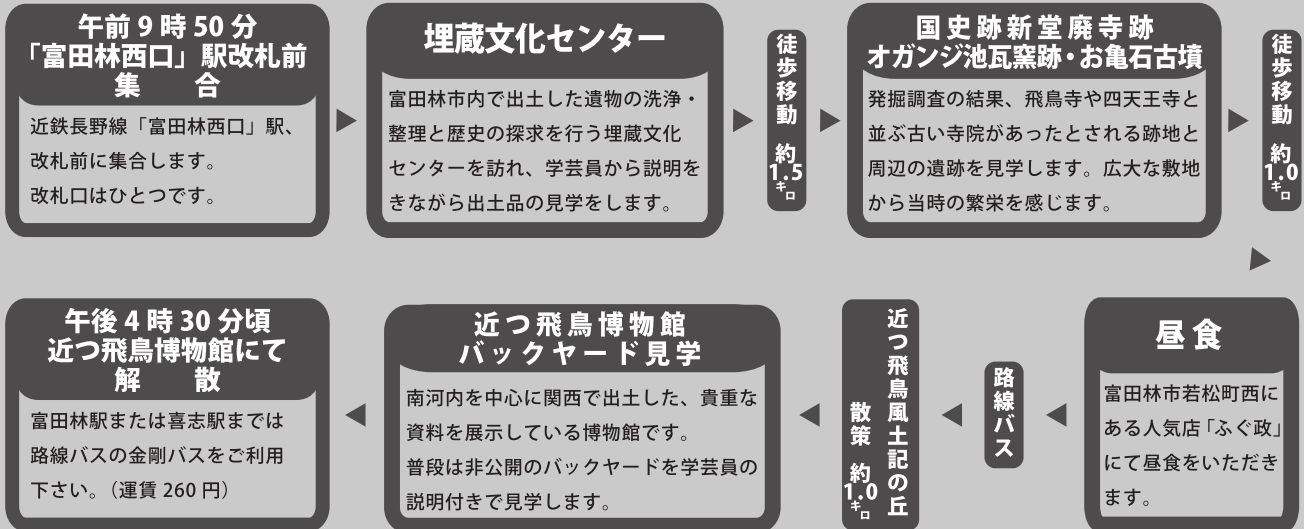 午前9時50分
「富田林西口」駅改札前
集　合
近鉄長野線「富田林西口」駅、
改札前に集合します。
改札口はひとつです。
埋蔵文化センター
富田林市内で出土した遺物の洗浄・
整理と歴史の探求を行う埋蔵文化
センターを訪れ、学芸員から説明を
きながら出土品の見学をします。
徒歩移動 約1.5キロ
国史跡新堂廃寺跡
オガンジ池瓦窯跡・お亀石古墳
発掘調査の結果、飛鳥寺や四天王寺と
並ぶ古い寺院があったとされる跡地と
周辺の遺跡を見学します。広大な敷地
から当時の繁栄を感じます。
徒歩移動 約1.0キロ
昼食
富田林市若松町西に
ある人気店「ふぐ政」
にて昼食をいただき
ます。
路線バス
近つ飛鳥風土記の丘
散策 約1.0キロ
近つ飛鳥博物館
バックヤード見学
南河内を中心に関西で出土した、貴重な
資料を展示している博物館です。
普段は非公開のバックヤードを学芸員の
説明付きで見学します。
午後4時30分頃
近つ飛鳥博物館にて
解　散
富田林駅または喜志駅までは
路線バスの金剛バスをご利用
下さい。（運賃260円）